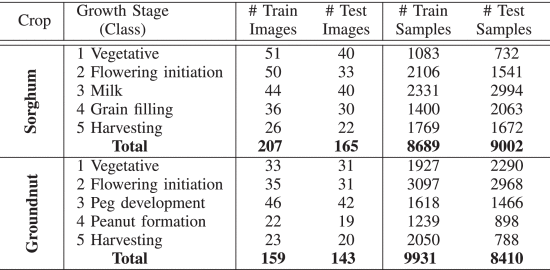 Crop Growth Stage (Class) # Train Images # Test Images # Train Samples # Test Samples
Sorghum
1 Vegetative 51 40 1083 732
2 Flowering initiation 50 33 2106 1541
3 Milk 44 40 2331 2994
4 Grain filling 36 30 1400 2063
5 Harvesting 26 22 1769 1672
Total 207 165 8689 9002
Groundnut
1 Vegetative 33 31 1927 2290
2 Flowering initiation 35 31 3097 2968
3 Peg development 46 42 1618 1466
4 Peanut formation 22 19 1239 898
5 Harvesting 23 20 2050 788
Total 159 143 9931 8410